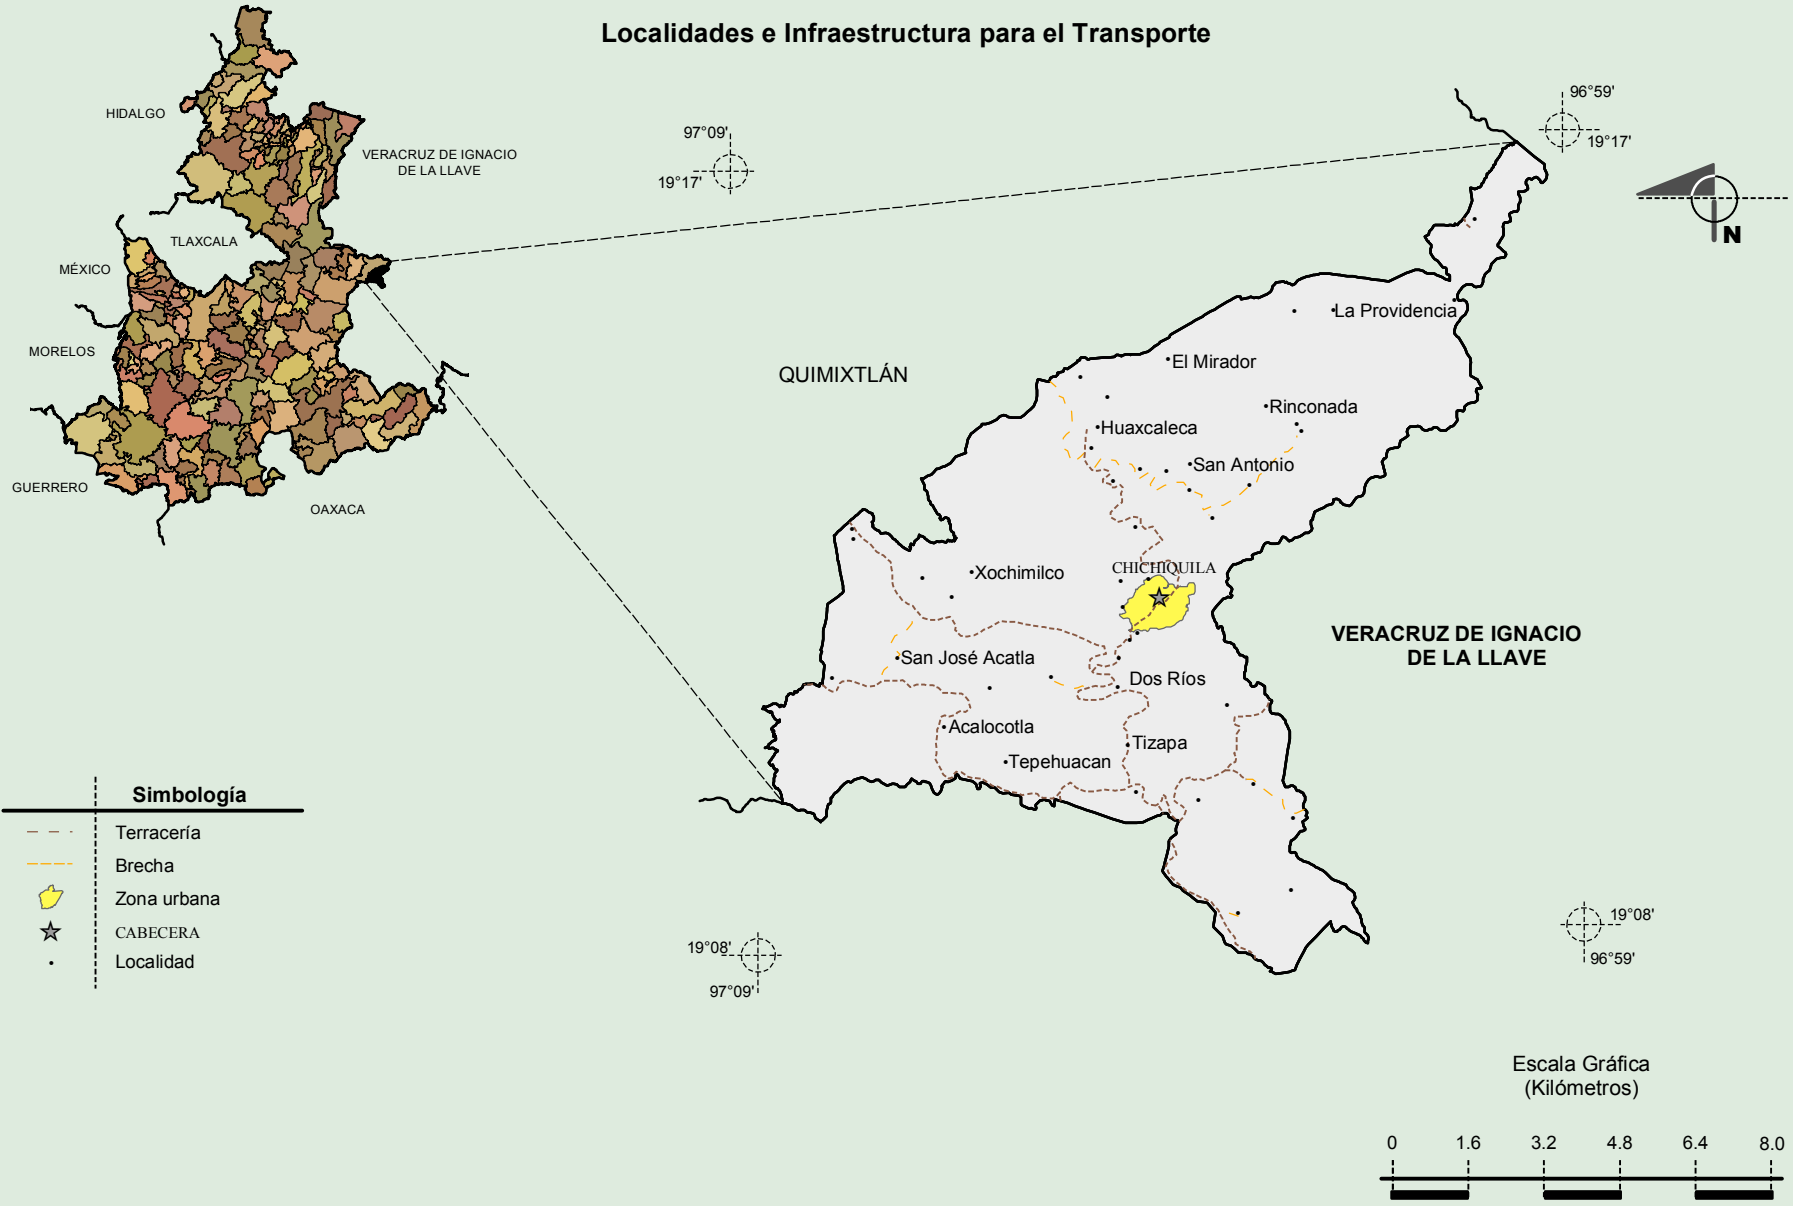 Localidades e Infraestructura para el Transporte
HIDALGO
VERACRUZ DE IGNACIO
DE LA LLAVE
TLAXCALA
MÉXICO
MORELOS
GUERRERO
OAXACA
97°09'
19°17'
96°59'
19°17'
N
QUIMIXTLÁN
La Providencia
El Mirador
Rinconada
Huaxcaleca
San Antonio
Xochimilco
CHICHIQUILA
San José Acatla
Dos Ríos
Acalocotla
Tizapa
Tepehuacan
VERACRUZ DE IGNACIO
DE LA LLAVE
Simbología
Terracería
Brecha
Zona urbana
CABECERA
Localidad
19°08'
97°09'
19°08'
96°59'
Escala Gráfica
(Kilómetros)
0 1.6 3.2 4.8 6.4 8.0